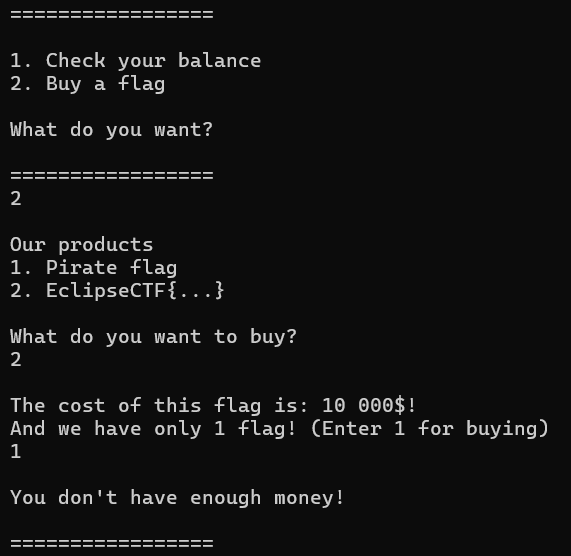 =================
1. Check your balance
2. Buy a flag
What do you want?
=================
2
Our products
1. Pirate flag
2. EclipseCTF{...}
What do you want to buy?
2
The cost of this flag is: 10 000$!
And we have only 1 flag! (Enter 1 for buying)
1
You don't have enough money!
=================